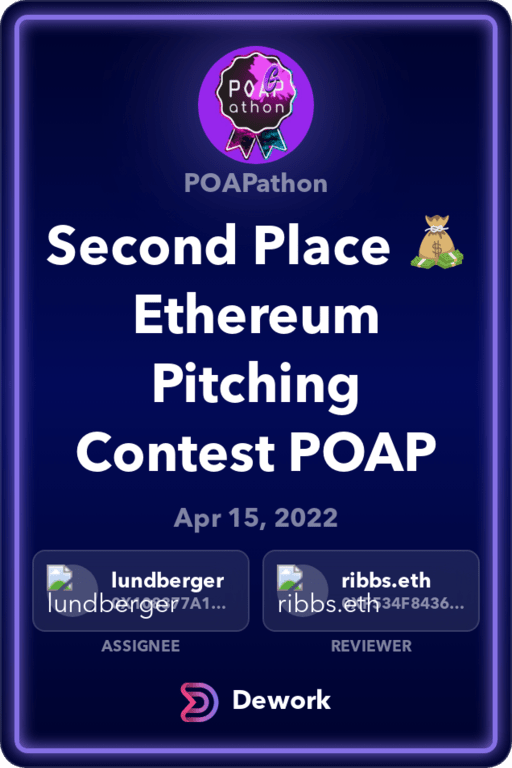 POAP
athon
POAPathon
Second Place 💰
Ethereum
Pitching
Contest POAP
Apr 15, 2022
lundberger
lundberger
ASSIGNEE
ribbs.eth
ribbs.eth
REVIEWER
Dework